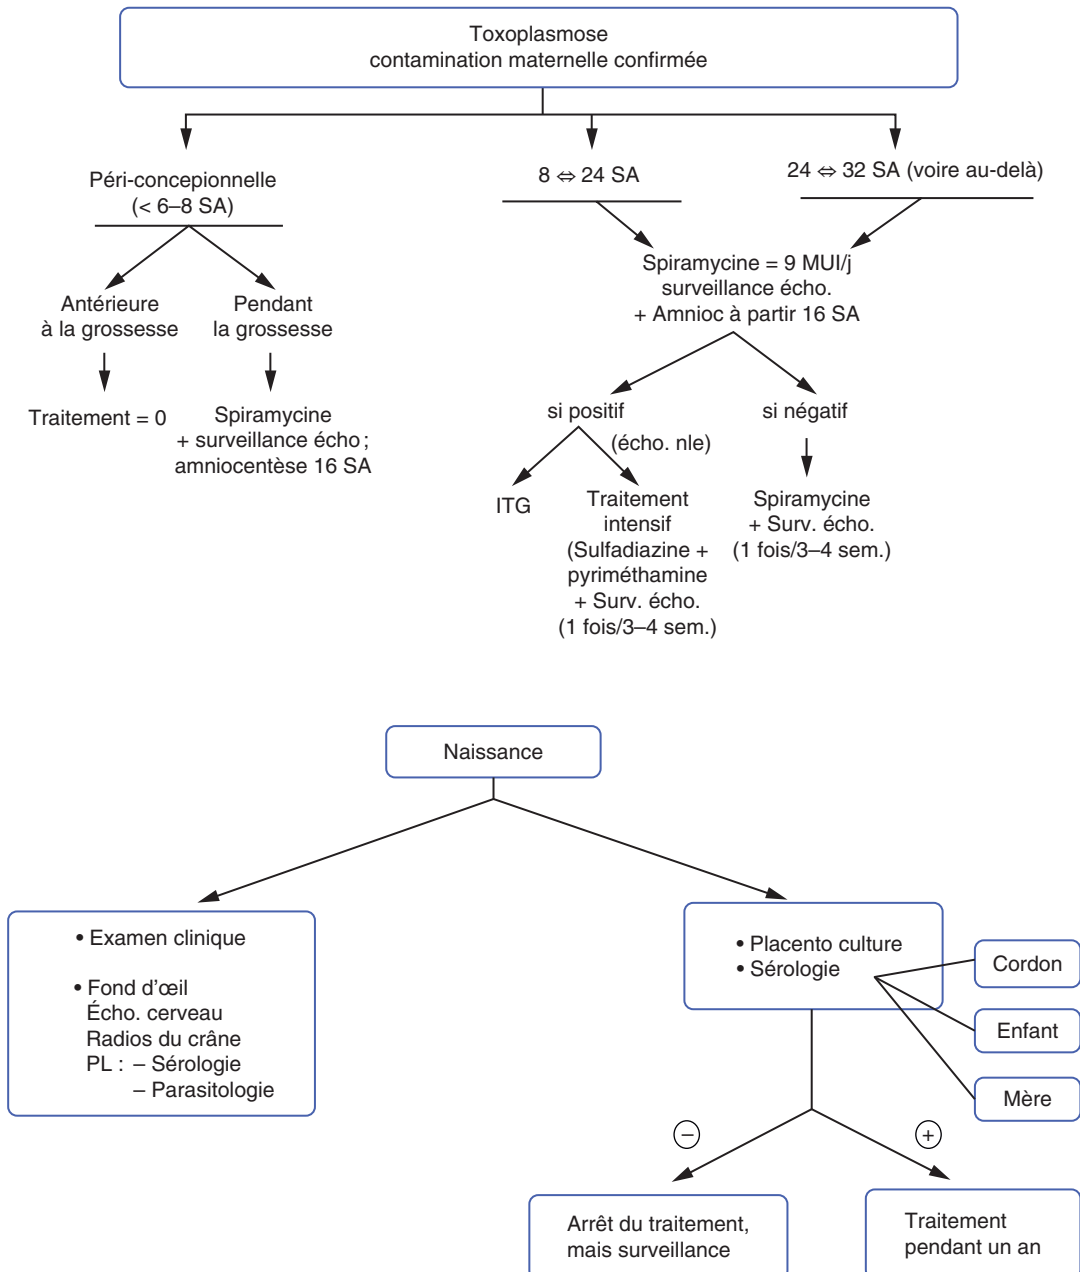 Toxoplasmose
contamination maternelle confirmée
Péri-concepionnelle
(< 6–8 SA)
8 ⇔ 24 SA
24 ⇔ 32 SA (voire au-delà)
Antérieure
à la grossesse
Pendant
la grossesse
Traitement = 0
Spiramycine
+ surveillance écho ;
amniocentèse 16 SA
Spiramycine = 9 MUI/j
surveillance écho.
+ Amnioc à partir 16 SA
si positif
(écho. nle)
si négatif
ITG
Traitement
intensif
(Sulfadiazine +
pyriméthamine
+ Surv. écho.
(1 fois/3–4 sem.)
Spiramycine
+ Surv. écho.
(1 fois/3–4 sem.)
Naissance
• Examen clinique
• Fond d'œil
Écho. cerveau
Radios du crâne
PL : – Sérologie
– Parasitologie
• Placento culture
• Sérologie
Cordon
Enfant
Mère
−
+
Arrêt du traitement,
mais surveillance
Traitement
pendant un an